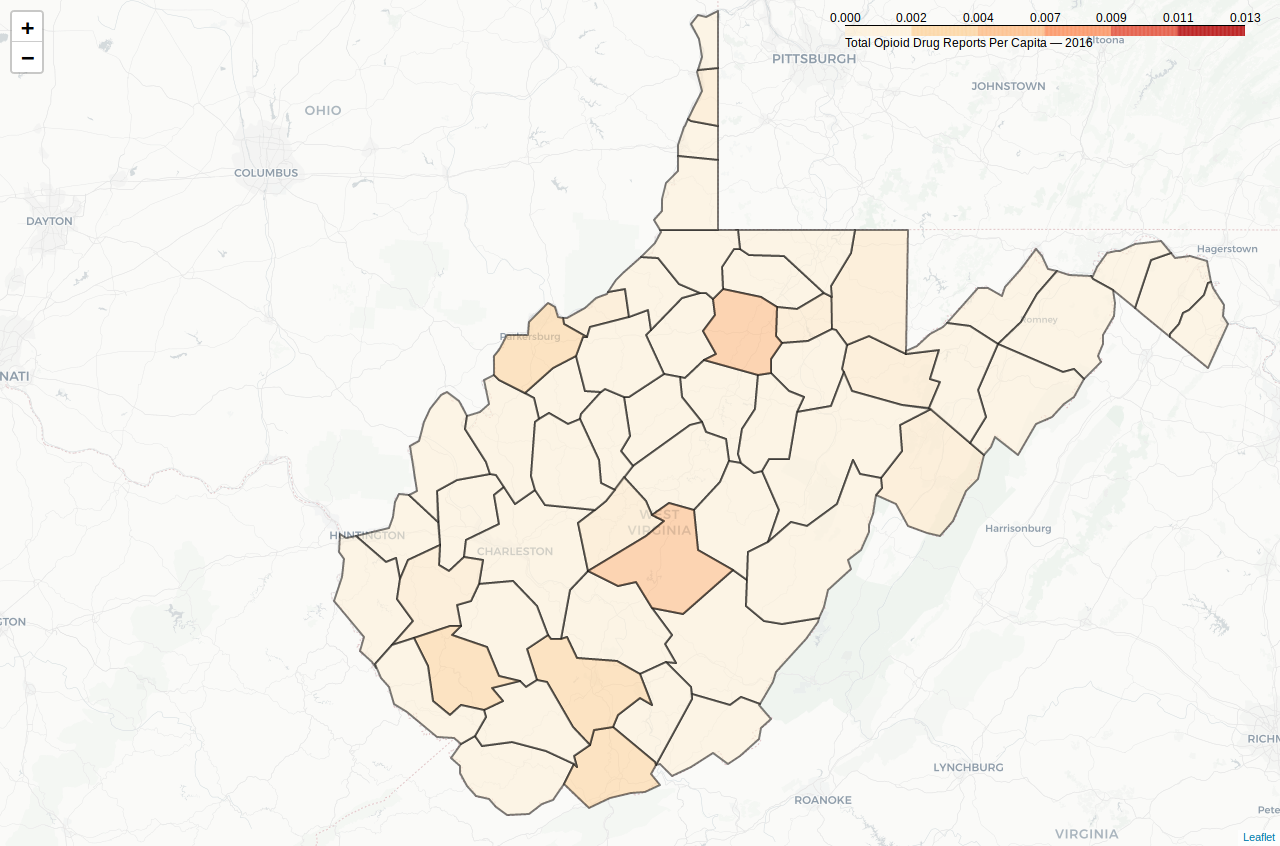 +
−
0.000 0.002 0.004 0.007 0.009 0.011 0.013
Total Opioid Drug Reports Per Capita — 2016
Altoona
PITTSBURGH
JOHNSTOWN
OHIO
COLUMBUS
DAYTON
Hagerstown
Romney
Parkersburg
NATI
WEST
VIRGINIA
HUNTINGTON
CHARLESTON
Harrisonburg
GTON
RICHM
LYNCHBURG
ROANOKE
Pete
VIRGINIA
Leaflet